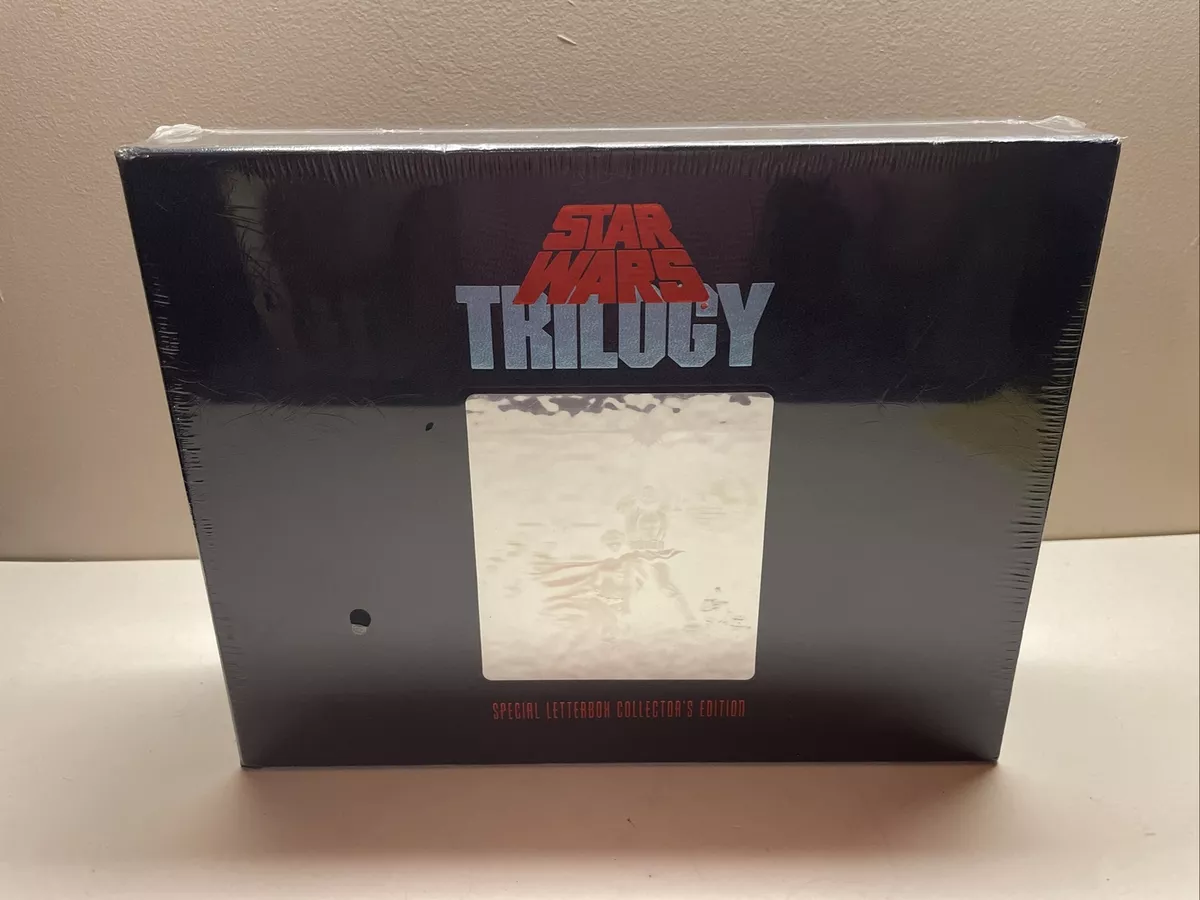 STAR
WARS
TRILOGY
SPECIAL LETTERBOX COLLECTOR'S EDITION